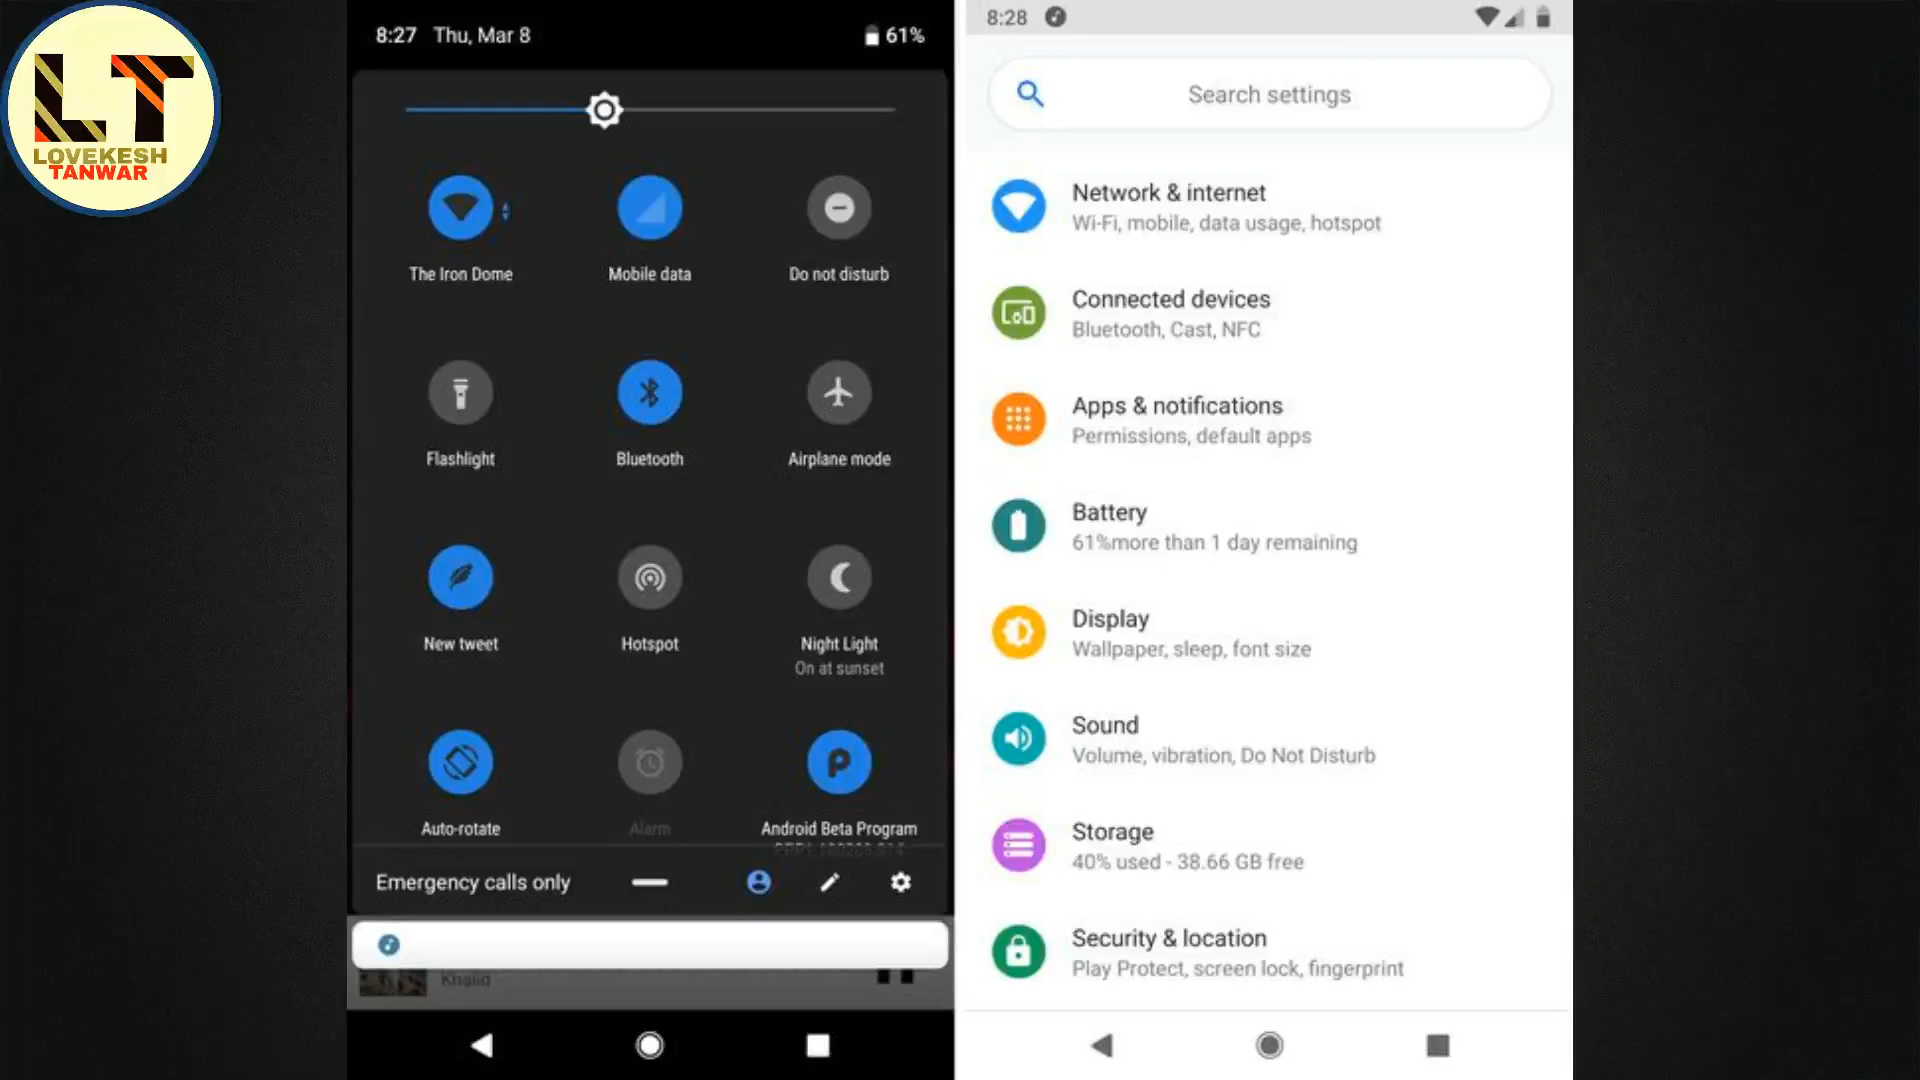 LT
LOVEKESH
TANWAR
8:27 Thu, Mar 8
61%
The Iron Dome
Mobile data
Do not disturb
Flashlight
Bluetooth
Airplane mode
New tweet
Hotspot
Night Light
On at sunset
Auto-rotate
Alarm
Android Beta Program
Emergency calls only
Khalid
8:28
Search settings
Network & internet
Wi-Fi, mobile, data usage, hotspot
Connected devices
Bluetooth, Cast, NFC
Apps & notifications
Permissions, default apps
Battery
61%more than 1 day remaining
Display
Wallpaper, sleep, font size
Sound
Volume, vibration, Do Not Disturb
Storage
40% used - 38.66 GB free
Security & location
Play Protect, screen lock, fingerprint